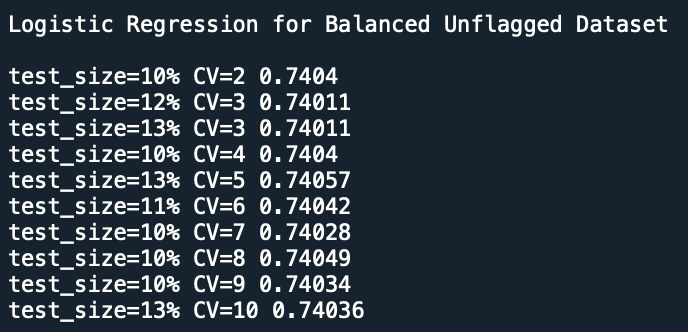 Logistic Regression for Balanced Unflagged Dataset
test_size=10% CV=2 0.7404
test_size=12% CV=3 0.74011
test_size=13% CV=3 0.74011
test_size=10% CV=4 0.7404
test_size=13% CV=5 0.74057
test_size=11% CV=6 0.74042
test_size=10% CV=7 0.74028
test_size=10% CV=8 0.74049
test_size=10% CV=9 0.74034
test_size=13% CV=10 0.74036